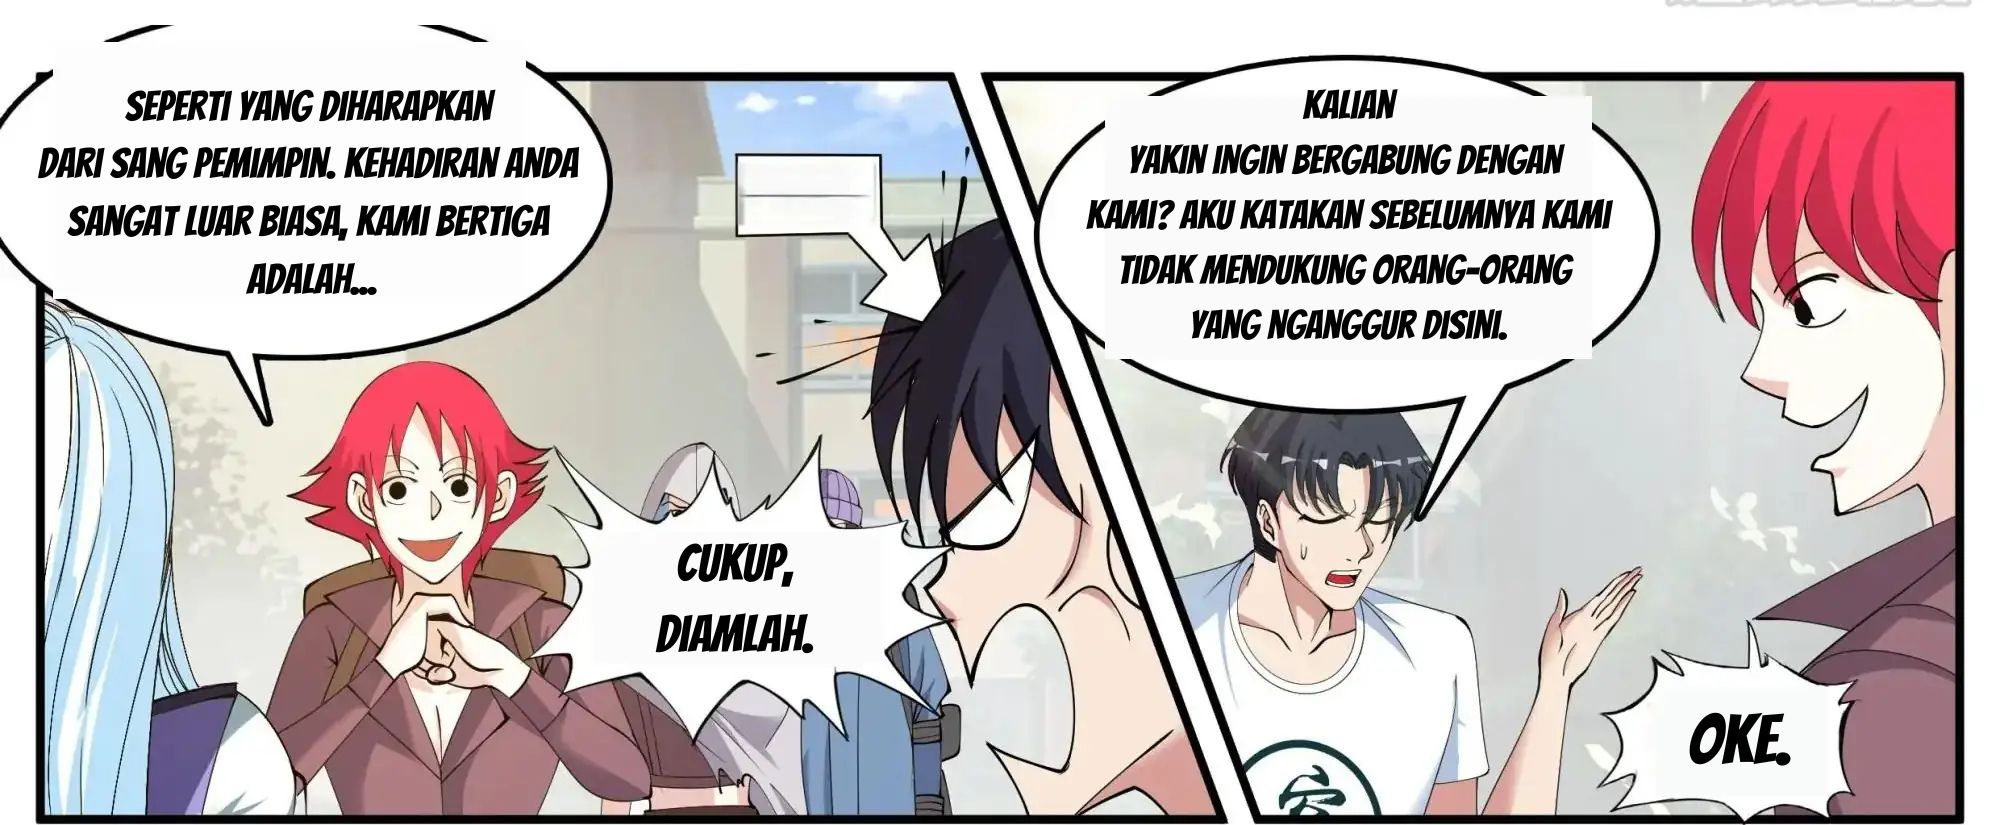 SEPERTI YANG DIHARAPKAN
DARI SANG PEMIMPIN. KEHADIRAN ANDA
SANGAT LUAR BIASA, KAMI BERTIGA
ADALAH...
CUKUP,
DIAMLAH.
KALIAN
YAKIN INGIN BERGABUNG DENGAN
KAMI? AKU KATAKAN SEBELUMNYA KAMI
TIDAK MENDUKUNG ORANG-ORANG
YANG NGANGGUR DISINI.
OKE.